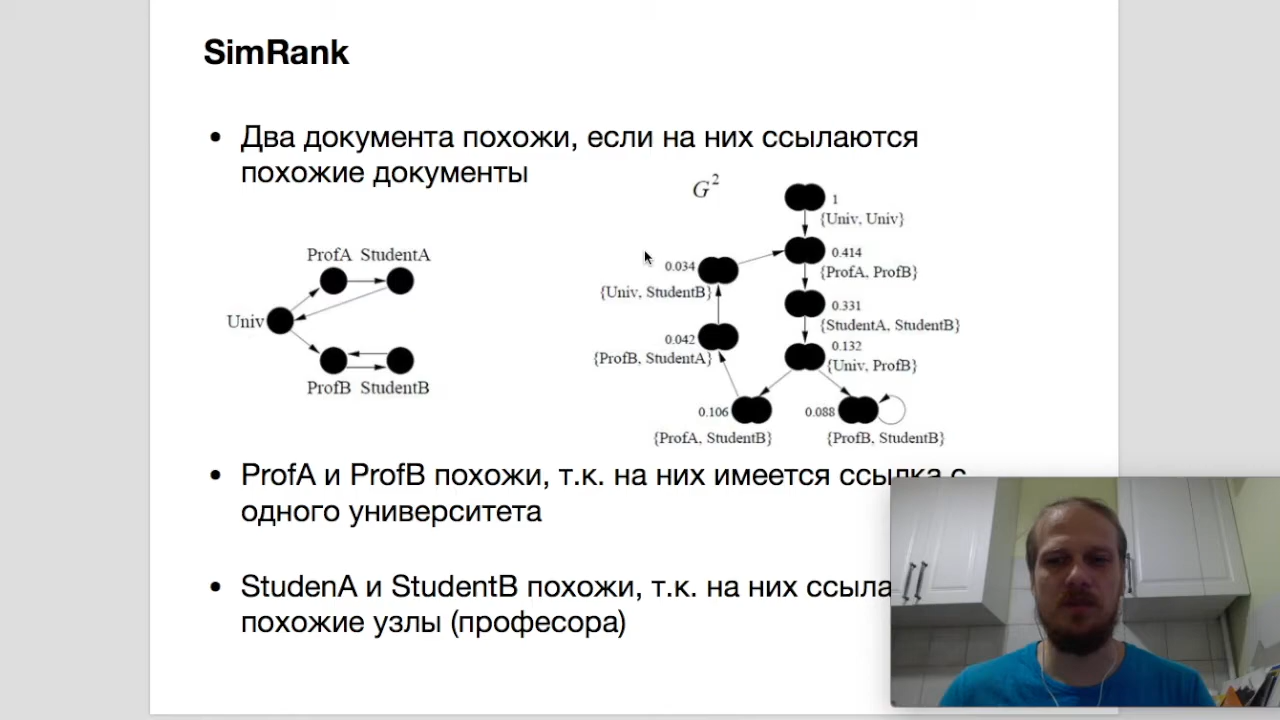 SimRank
• Два документа похожи, если на них ссылаются
похожие документы
G²
1
{Univ, Univ}
0.414
{ProfA, ProfB}
0.331
{StudentA, StudentB}
0.132
{Univ, ProfB}
0.034
{Univ, StudentB}
0.042
{ProfB, StudentA}
0.106
{ProfA, StudentB}
0.088
{ProfB, StudentB}
ProfA StudentA
Univ
ProfB StudentB
• ProfA и ProfB похожи, т.к. на них имеется ссылка с
одного университета
• StudenA и StudentB похожи, т.к. на них ссыла
похожие узлы (професора)